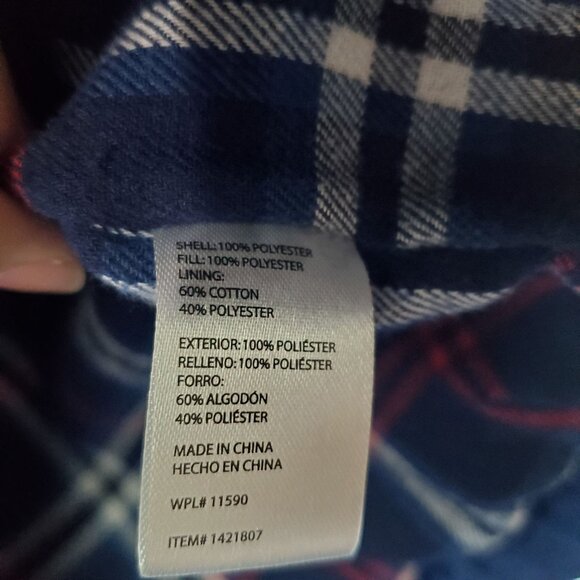 SHELL: 100% POLYESTER
FILL: 100% POLYESTER
LINING:
60% COTTON
40% POLYESTER
EXTERIOR: 100% POLIÉSTER
RELLENO: 100% POLIÉSTER
FORRO:
60% ALGODÓN
40% POLIÉSTER
MADE IN CHINA
HECHO EN CHINA
WPL# 11590
ITEM# 1421807